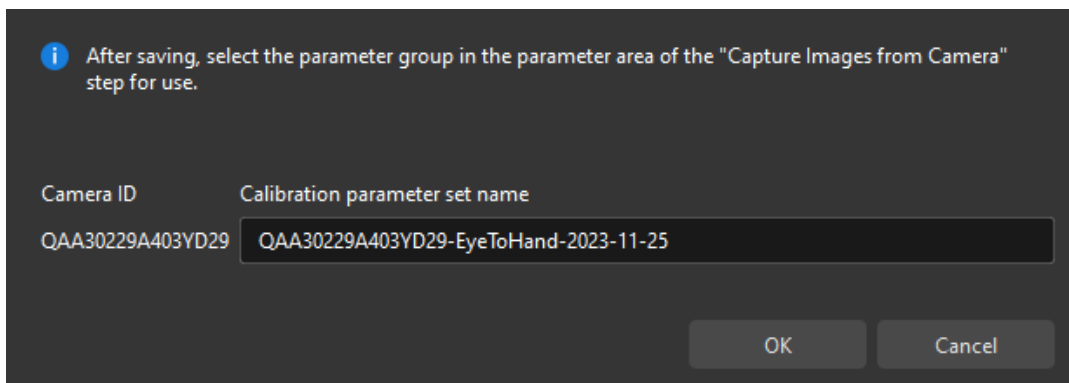 After saving, select the parameter group in the parameter area of the "Capture Images from Camera"
step for use.
Camera ID
Calibration parameter set name
QAA30229A403YD29
QAA30229A403YD29-EyeToHand-2023-11-25
OK
Cancel